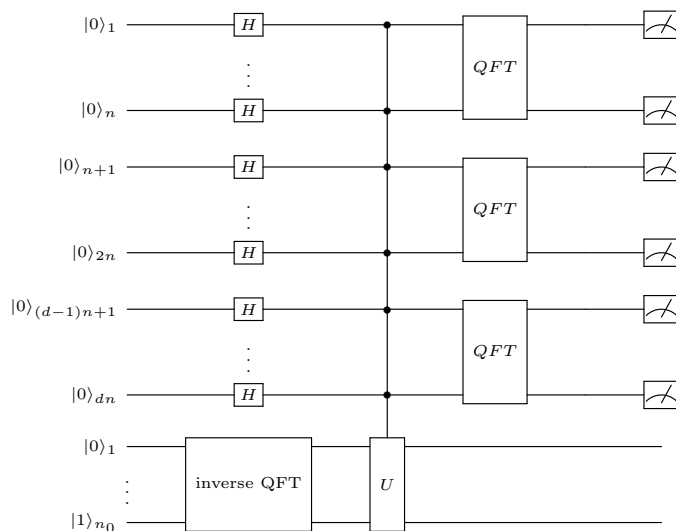 |0⟩₁ H
⋮
QFT
|0⟩ₙ H
|0⟩ₙ₊₁ H
⋮
QFT
|0⟩₂ₙ H
|0⟩₍d₋₁₎ₙ₊₁ H
⋮
QFT
|0⟩dn H
|0⟩₁
⋮
inverse QFT U
|1⟩n₀